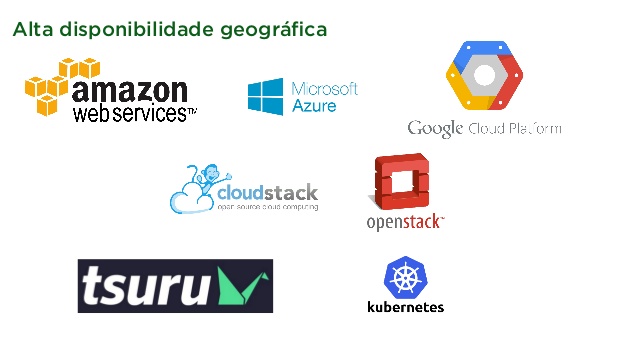 Alta disponibilidade geográfica
amazon
web services™
Microsoft
Azure
Google Cloud Platform
cloudstack
open source cloud computing
openstack™
tsuru
kubernetes